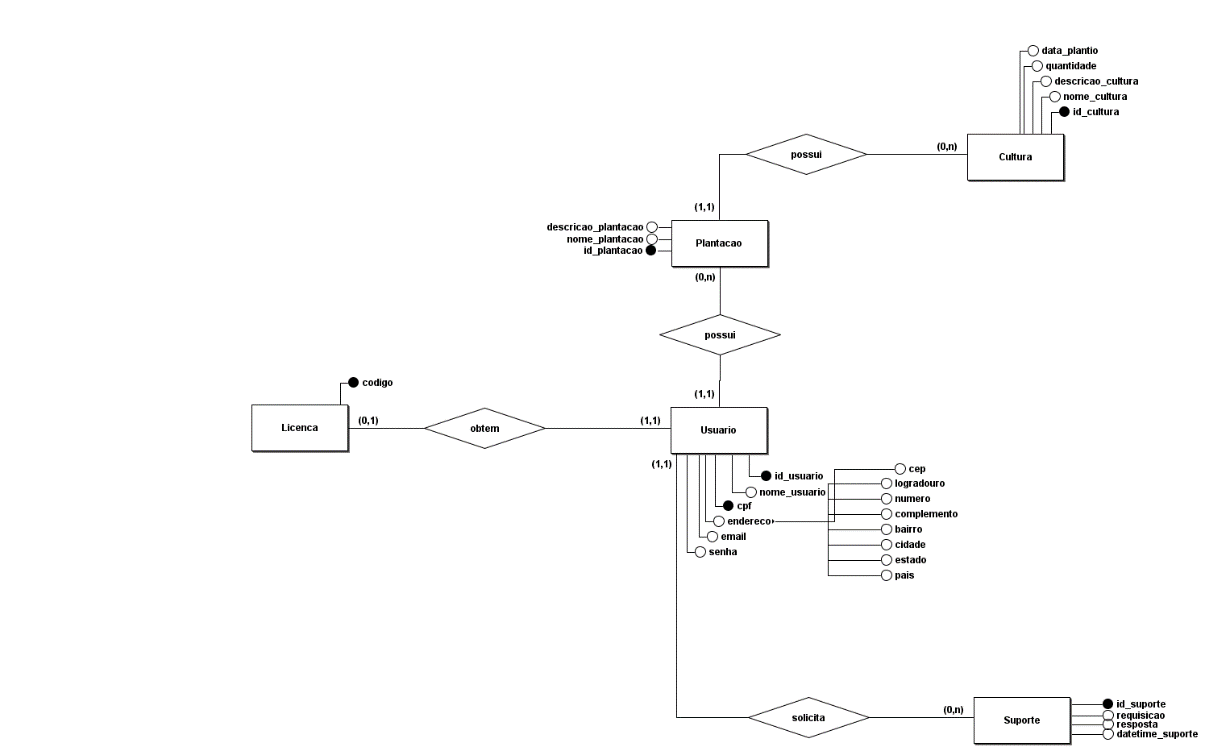 data_plantio
quantidade
descricao_cultura
nome_cultura
id_cultura
possui
(0,n)
Cultura
(1,1)
descricao_plantacao
nome_plantacao
id_plantacao
Plantacao
(0,n)
possui
(1,1)
codigo
Licenca
(0,1)
obtem
(1,1)
Usuario
(1,1)
id_usuario
nome_usuario
cpf
endereco
email
senha
cep
logradouro
numero
complemento
bairro
cidade
estado
pais
solicita
(0,n)
Suporte
id_suporte
requisicao
resposta
datetime_suporte